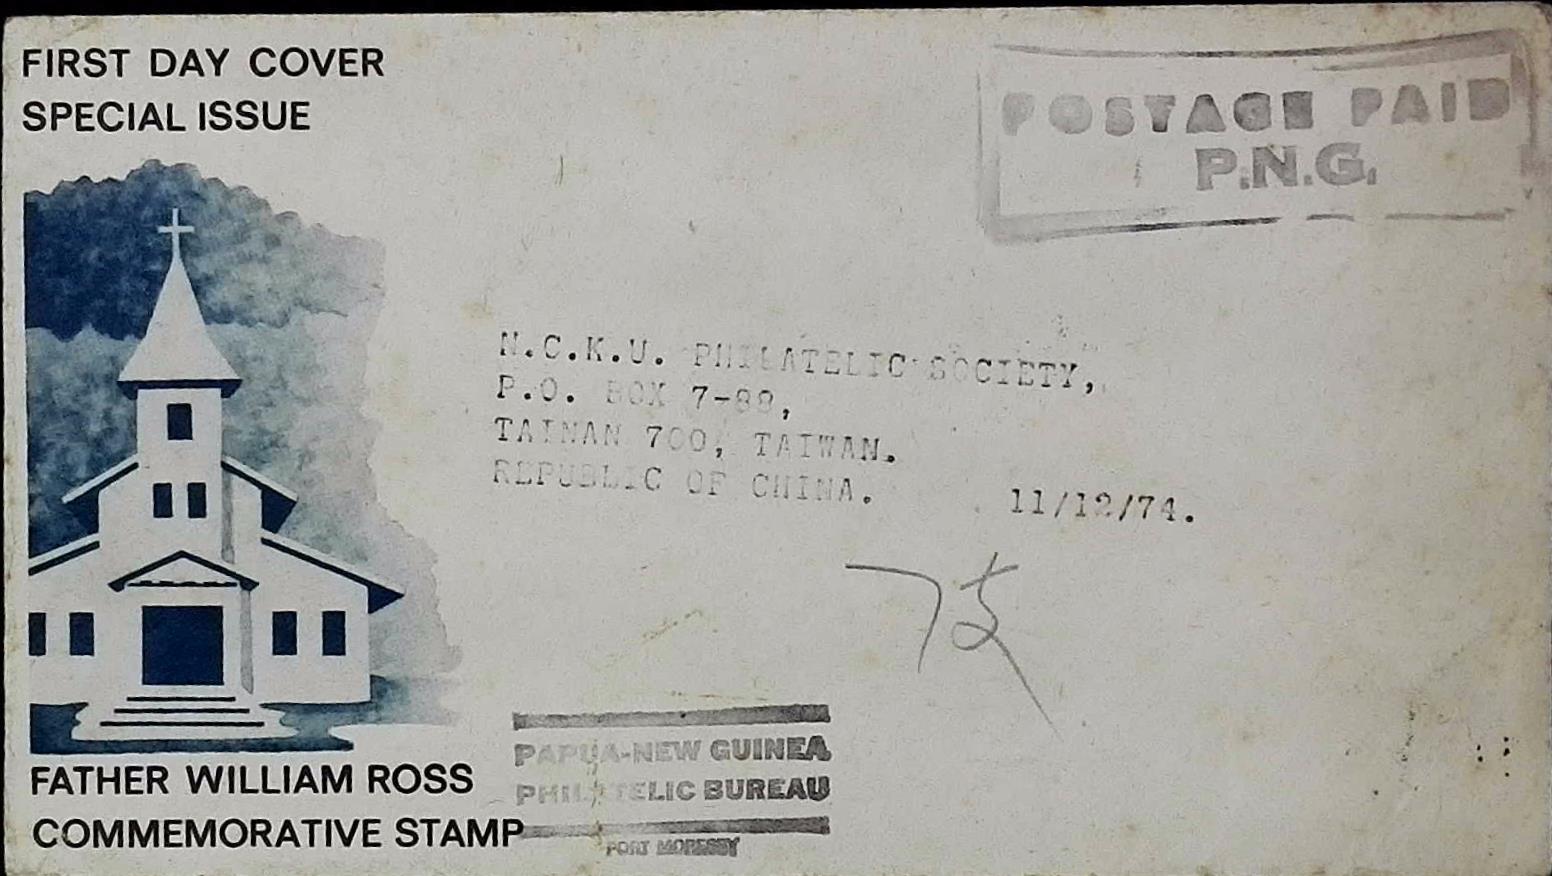 FIRST DAY COVER
SPECIAL ISSUE
POSTAGE PAID
P.N.G.
N.C.K.U. PHILATELIC SOCIETY,
P.O. BOX 7-88,
TAINAN 700, TAIWAN.
REPUBLIC OF CHINA.
11/12/74.
FATHER WILLIAM ROSS
COMMEMORATIVE STAMP
PAPUA-NEW GUINEA
PHILATELIC BUREAU
PORT MORESBY